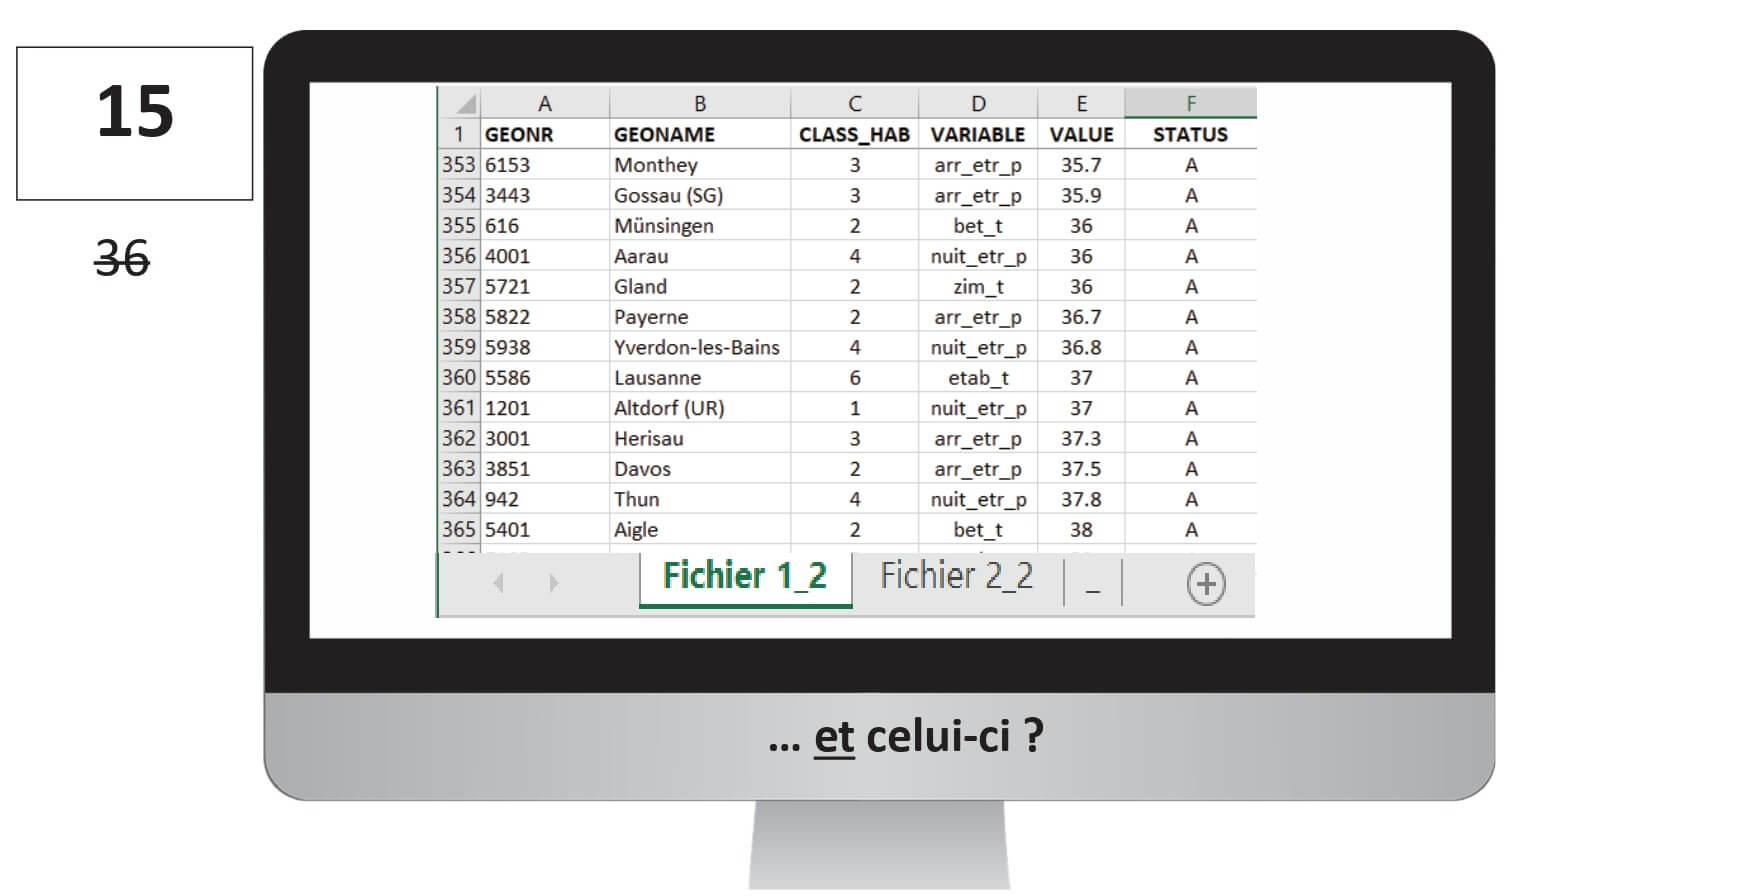 15
36
A B C D E F
1 GEONR GEONAME CLASS_HAB VARIABLE VALUE STATUS
353 6153 Monthey 3 arr_etr_p 35.7 A
354 3443 Gossau (SG) 3 arr_etr_p 35.9 A
355 616 Münsingen 2 bet_t 36 A
356 4001 Aarau 4 nuit_etr_p 36 A
357 5721 Gland 2 zim_t 36 A
358 5822 Payerne 2 arr_etr_p 36.7 A
359 5938 Yverdon-les-Bains 4 nuit_etr_p 36.8 A
360 5586 Lausanne 6 etab_t 37 A
361 1201 Altdorf (UR) 1 nuit_etr_p 37 A
362 3001 Herisau 3 arr_etr_p 37.3 A
363 3851 Davos 2 arr_etr_p 37.5 A
364 942 Thun 4 nuit_etr_p 37.8 A
365 5401 Aigle 2 bet_t 38 A
Fichier 1_2 Fichier 2_2 _
... et celui-ci ?